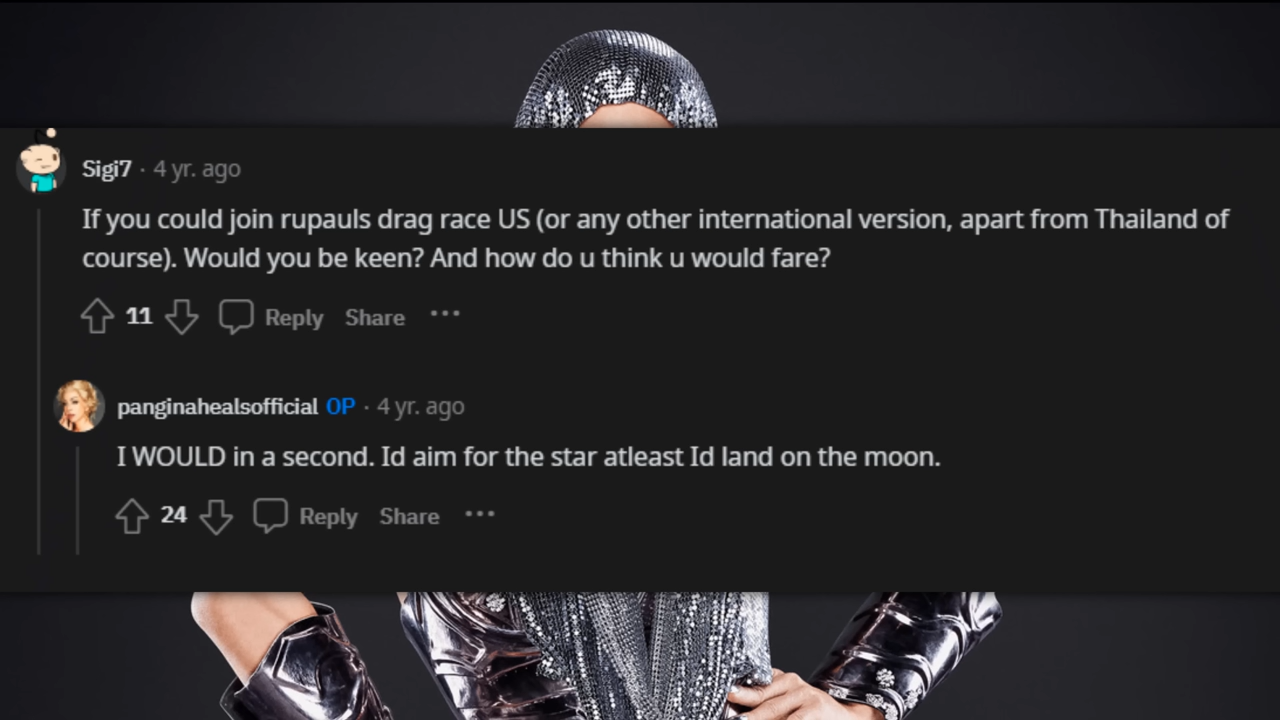 Sigi7 · 4 yr. ago
If you could join rupauls drag race US (or any other international version, apart from Thailand of
course). Would you be keen? And how do u think u would fare?
11 Reply Share ···
panginahealsofficial OP · 4 yr. ago
I WOULD in a second. Id aim for the star atleast Id land on the moon.
24 Reply Share ···